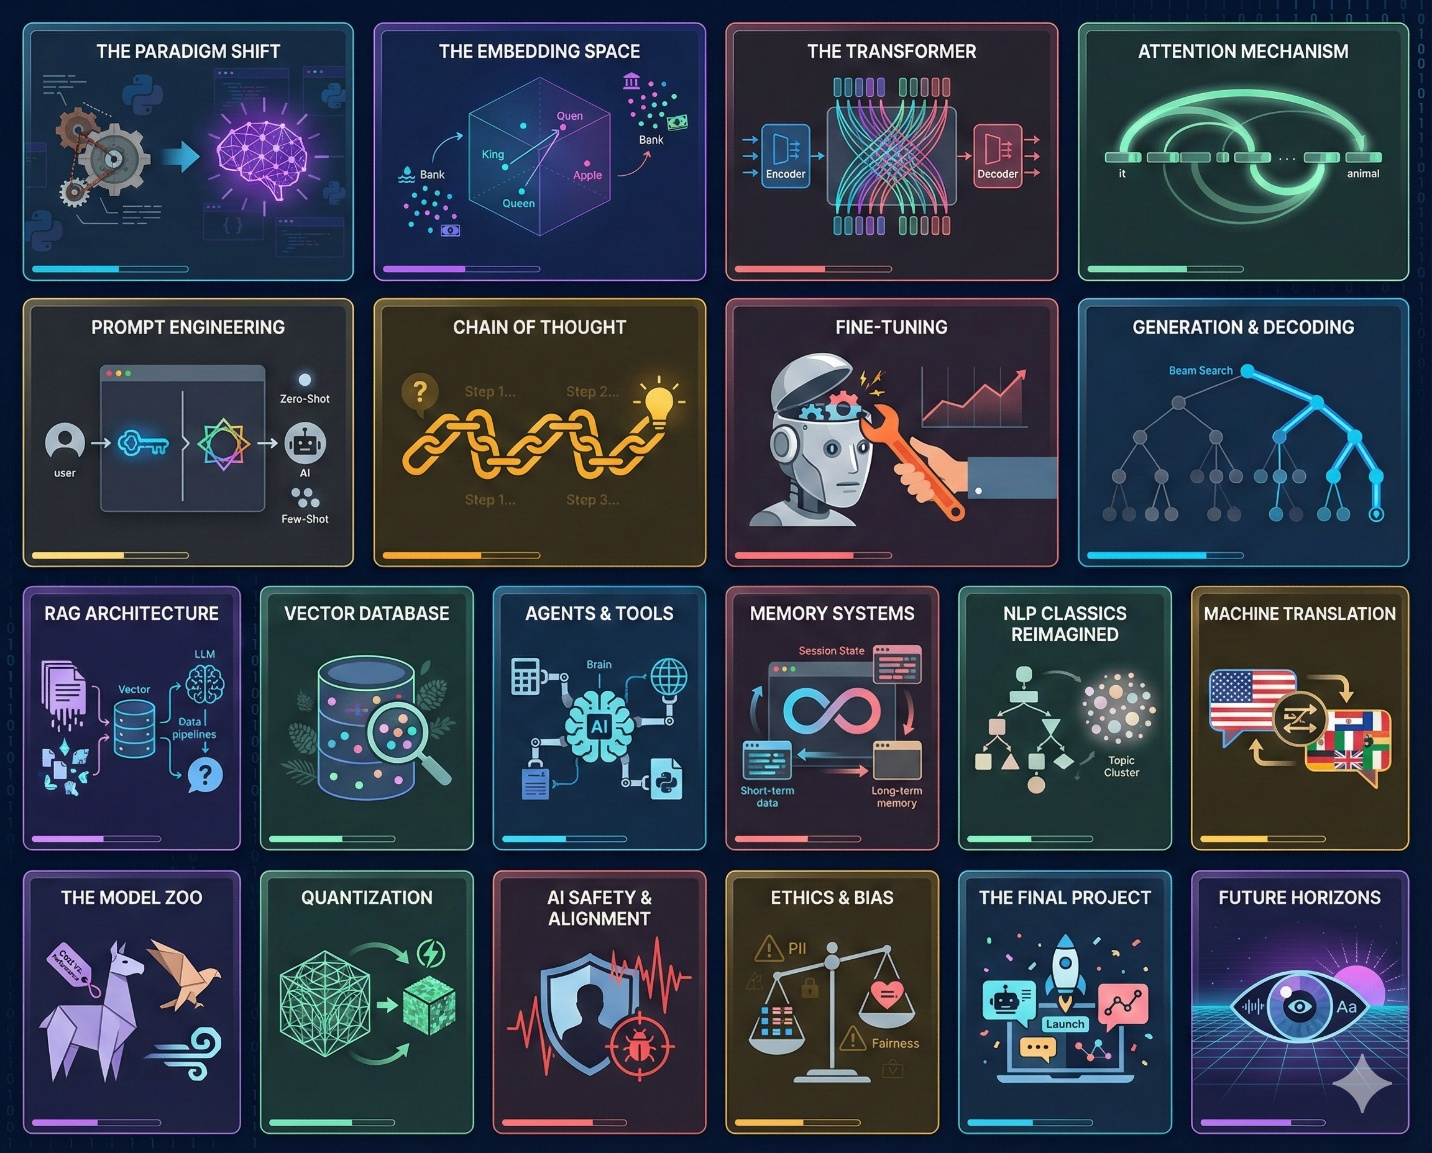 THE PARADIGM SHIFT
THE EMBEDDING SPACE
Quen
King
Apple
Queen
Bank
Bank
THE TRANSFORMER
Encoder
Decoder
ATTENTION MECHANISM
...
it
animal
PROMPT ENGINEERING
user
Zero-Shot
AI
Few-Shot
CHAIN OF THOUGHT
?
Step 1...
Step 2...
Step 1...
Step 3...
FINE-TUNING
GENERATION & DECODING
Beam Search
RAG ARCHITECTURE
LLM
Vector
Data
pipelines
?
VECTOR DATABASE
AGENTS & TOOLS
Brain
AI
MEMORY SYSTEMS
Session State
Short-term
data
Long-term
memory
NLP CLASSICS
REIMAGINED
Topic
Cluster
MACHINE TRANSLATION
THE MODEL ZOO
Cost vz.
Performance
QUANTIZATION
AI SAFETY &
ALIGNMENT
ETHICS & BIAS
PII
Fairness
THE FINAL PROJECT
Launch
FUTURE HORIZONS
Aa